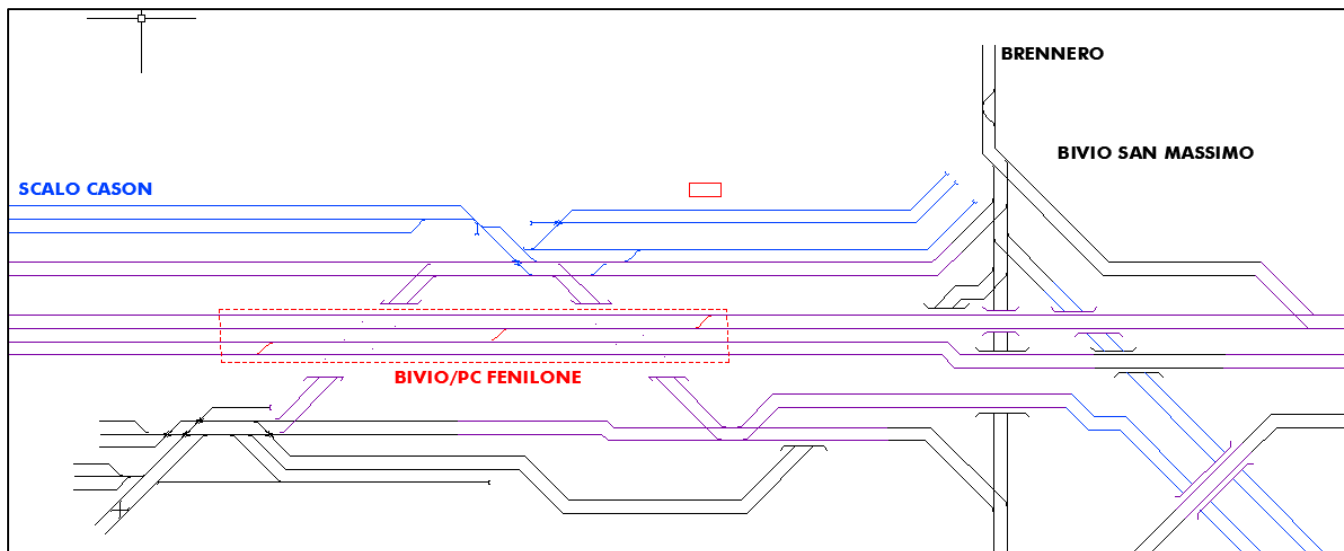 BRENNERO
BIVIO SAN MASSIMO
SCALO CASON
BIVIO/PC FENILONE